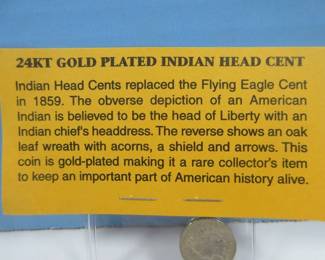 24KT GOLD PLATED INDIAN HEAD CENT
Indian Head Cents replaced the Flying Eagle Cent
in 1859. The obverse depiction of an American
Indian is believed to be the head of Liberty with an
Indian chief's headdress. The reverse shows an oak
leaf wreath with acorns, a shield and arrows. This
coin is gold-plated making it a rare collector's item
to keep an important part of American history alive.